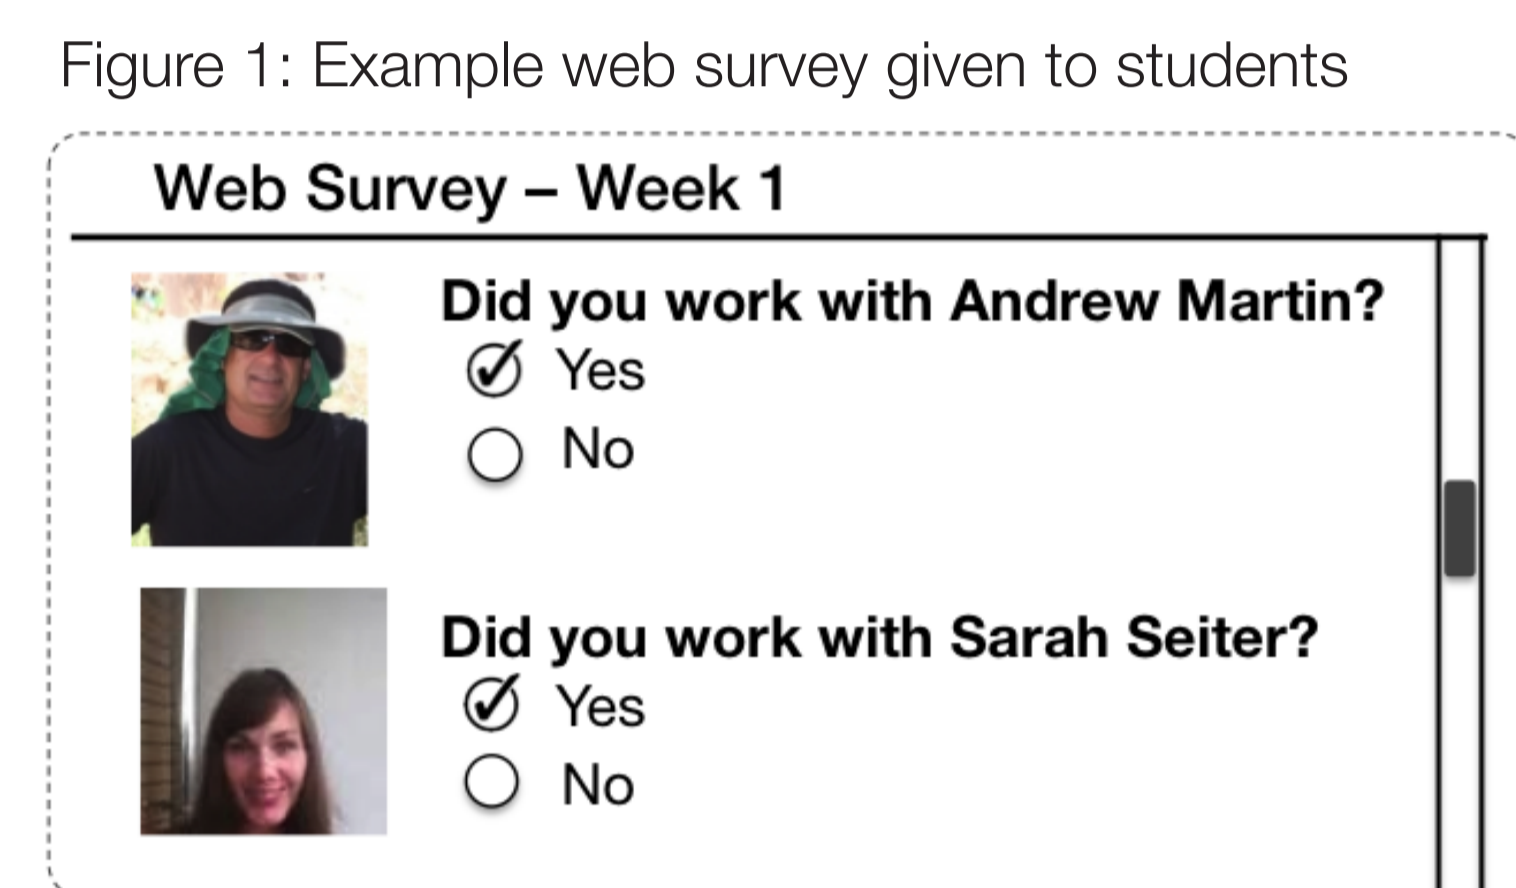 Figure 1: Example web survey given to students
Web Survey – Week 1
Did you work with Andrew Martin?
Yes
No
Did you work with Sarah Seiter?
Yes
No